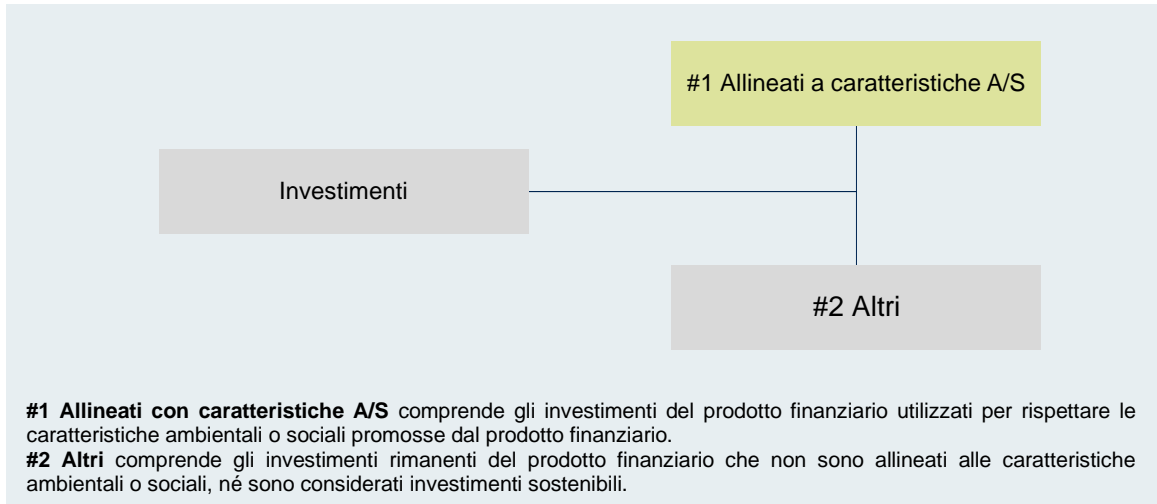 #1 Allineati a caratteristiche A/S
Investimenti
#2 Altri
#1 Allineati con caratteristiche A/S comprende gli investimenti del prodotto finanziario utilizzati per rispettare le
caratteristiche ambientali o sociali promosse dal prodotto finanziario.
#2 Altri comprende gli investimenti rimanenti del prodotto finanziario che non sono allineati alle caratteristiche
ambientali o sociali, né sono considerati investimenti sostenibili.